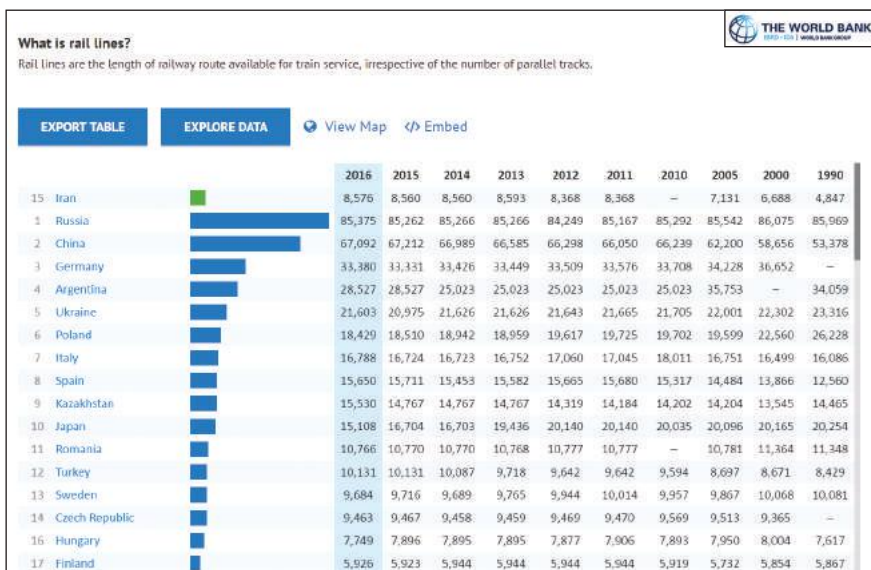 THE WORLD BANK
IBRD • IDA | WORLD BANK GROUP
What is rail lines?
Rail lines are the length of railway route available for train service, irrespective of the number of parallel tracks.
EXPORT TABLE EXPLORE DATA View Map </> Embed
2016 2015 2014 2013 2012 2011 2010 2005 2000 1990
15 Iran 8,576 8,560 8,560 8,593 8,368 8,368 – 7,131 6,688 4,847
1 Russia 85,375 85,262 85,266 85,266 84,249 85,167 85,292 85,542 86,075 85,969
2 China 67,092 67,212 66,989 66,585 66,298 66,050 66,239 62,200 58,656 53,378
3 Germany 33,380 33,331 33,426 33,449 33,509 33,576 33,708 34,228 36,652 –
4 Argentina 28,527 28,527 25,023 25,023 25,023 25,023 25,023 35,753 – 34,059
5 Ukraine 21,603 20,975 21,626 21,626 21,643 21,665 21,705 22,001 22,302 23,316
6 Poland 18,429 18,510 18,942 18,959 19,617 19,725 19,702 19,599 22,560 26,228
7 Italy 16,788 16,724 16,723 16,752 17,060 17,045 18,011 16,751 16,499 16,086
8 Spain 15,650 15,711 15,453 15,582 15,665 15,680 15,317 14,484 13,866 12,560
9 Kazakhstan 15,530 14,767 14,767 14,767 14,319 14,184 14,202 14,204 13,545 14,465
10 Japan 15,108 16,704 16,703 19,436 20,140 20,140 20,035 20,096 20,165 20,254
11 Romania 10,766 10,770 10,770 10,768 10,777 10,777 – 10,781 11,364 11,348
12 Turkey 10,131 10,131 10,087 9,718 9,642 9,642 9,594 8,697 8,671 8,429
13 Sweden 9,684 9,716 9,689 9,765 9,944 10,014 9,957 9,867 10,068 10,081
14 Czech Republic 9,463 9,467 9,458 9,459 9,469 9,470 9,569 9,513 9,365 –
16 Hungary 7,749 7,896 7,895 7,895 7,877 7,906 7,893 7,950 8,004 7,617
17 Finland 5,926 5,923 5,944 5,944 5,944 5,944 5,919 5,732 5,854 5,867